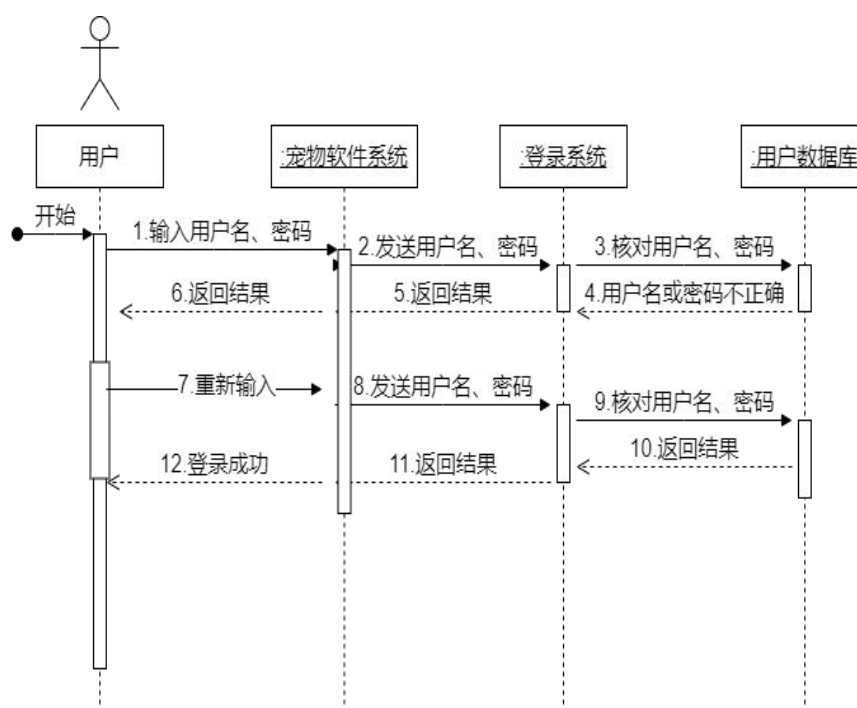 用户
:宠物软件系统
:登录系统
:用户数据库
开始
1.输入用户名、密码
2.发送用户名、密码
3.核对用户名、密码
6.返回结果
5.返回结果
4.用户名或密码不正确
7.重新输入
8.发送用户名、密码
9.核对用户名、密码
12.登录成功
11.返回结果
10.返回结果